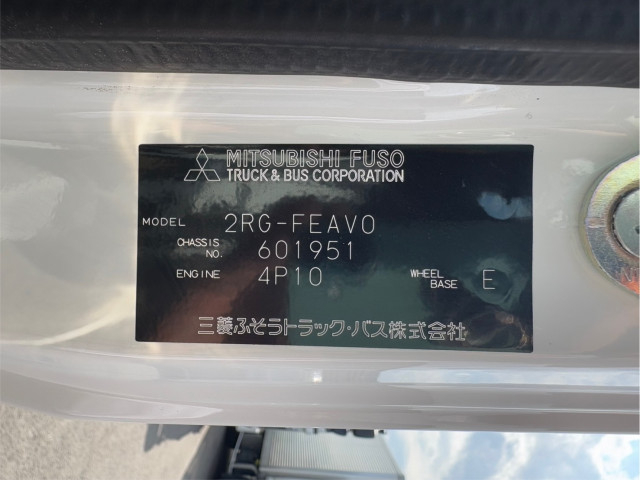 MITSUBISHI FUSO
TRUCK & BUS CORPORATION
MODEL 2RG-FEAV0
CHASSIS NO. 601951
ENGINE 4P10 WHEEL BASE E
三菱ふそうトラック・バス株式会社